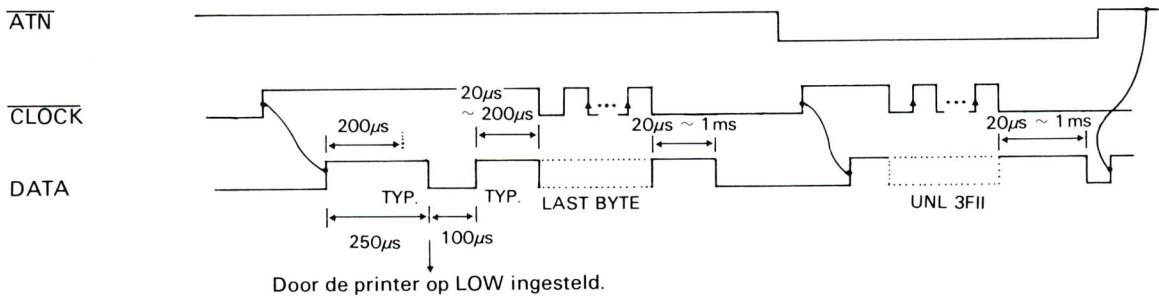 ATN
CLOCK
20μs
~ 200μs
200μs
20μs ~ 1ms
20μs ~ 1ms
DATA
TYP.
TYP.
LAST BYTE
UNL 3FII
250μs
100μs
Door de printer op LOW ingesteld.